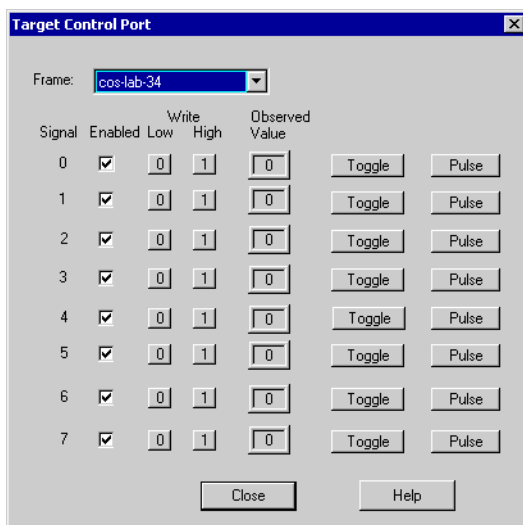 Target Control Port
Frame: cos-lab-34
Write Observed
Signal Enabled Low High Value
0 0 1 0 Toggle Pulse
1 0 1 0 Toggle Pulse
2 0 1 0 Toggle Pulse
3 0 1 0 Toggle Pulse
4 0 1 0 Toggle Pulse
5 0 1 0 Toggle Pulse
6 0 1 0 Toggle Pulse
7 0 1 0 Toggle Pulse
Close Help